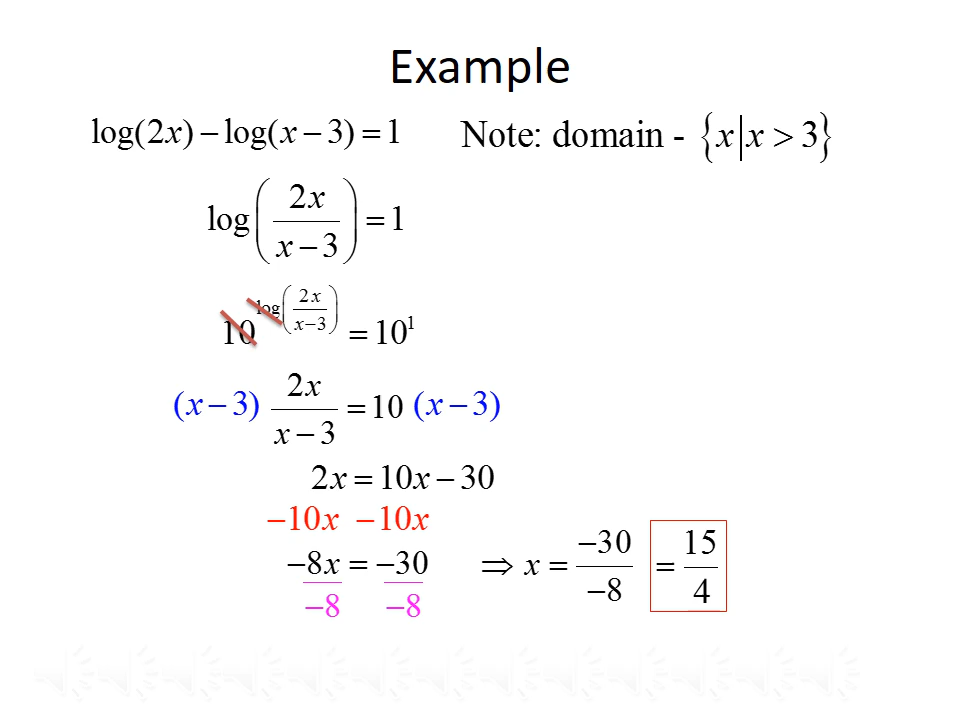 Example
log(2x) − log(x − 3) = 1    Note: domain - {x|x > 3}
log(2x/(x − 3)) = 1
10^log(2x/(x−3)) = 10^1
(x − 3) 2x/(x − 3) = 10 (x − 3)
2x = 10x − 30
−10x −10x
−8x = −30 ⇒ x = −30/−8 = 15/4
−8 −8